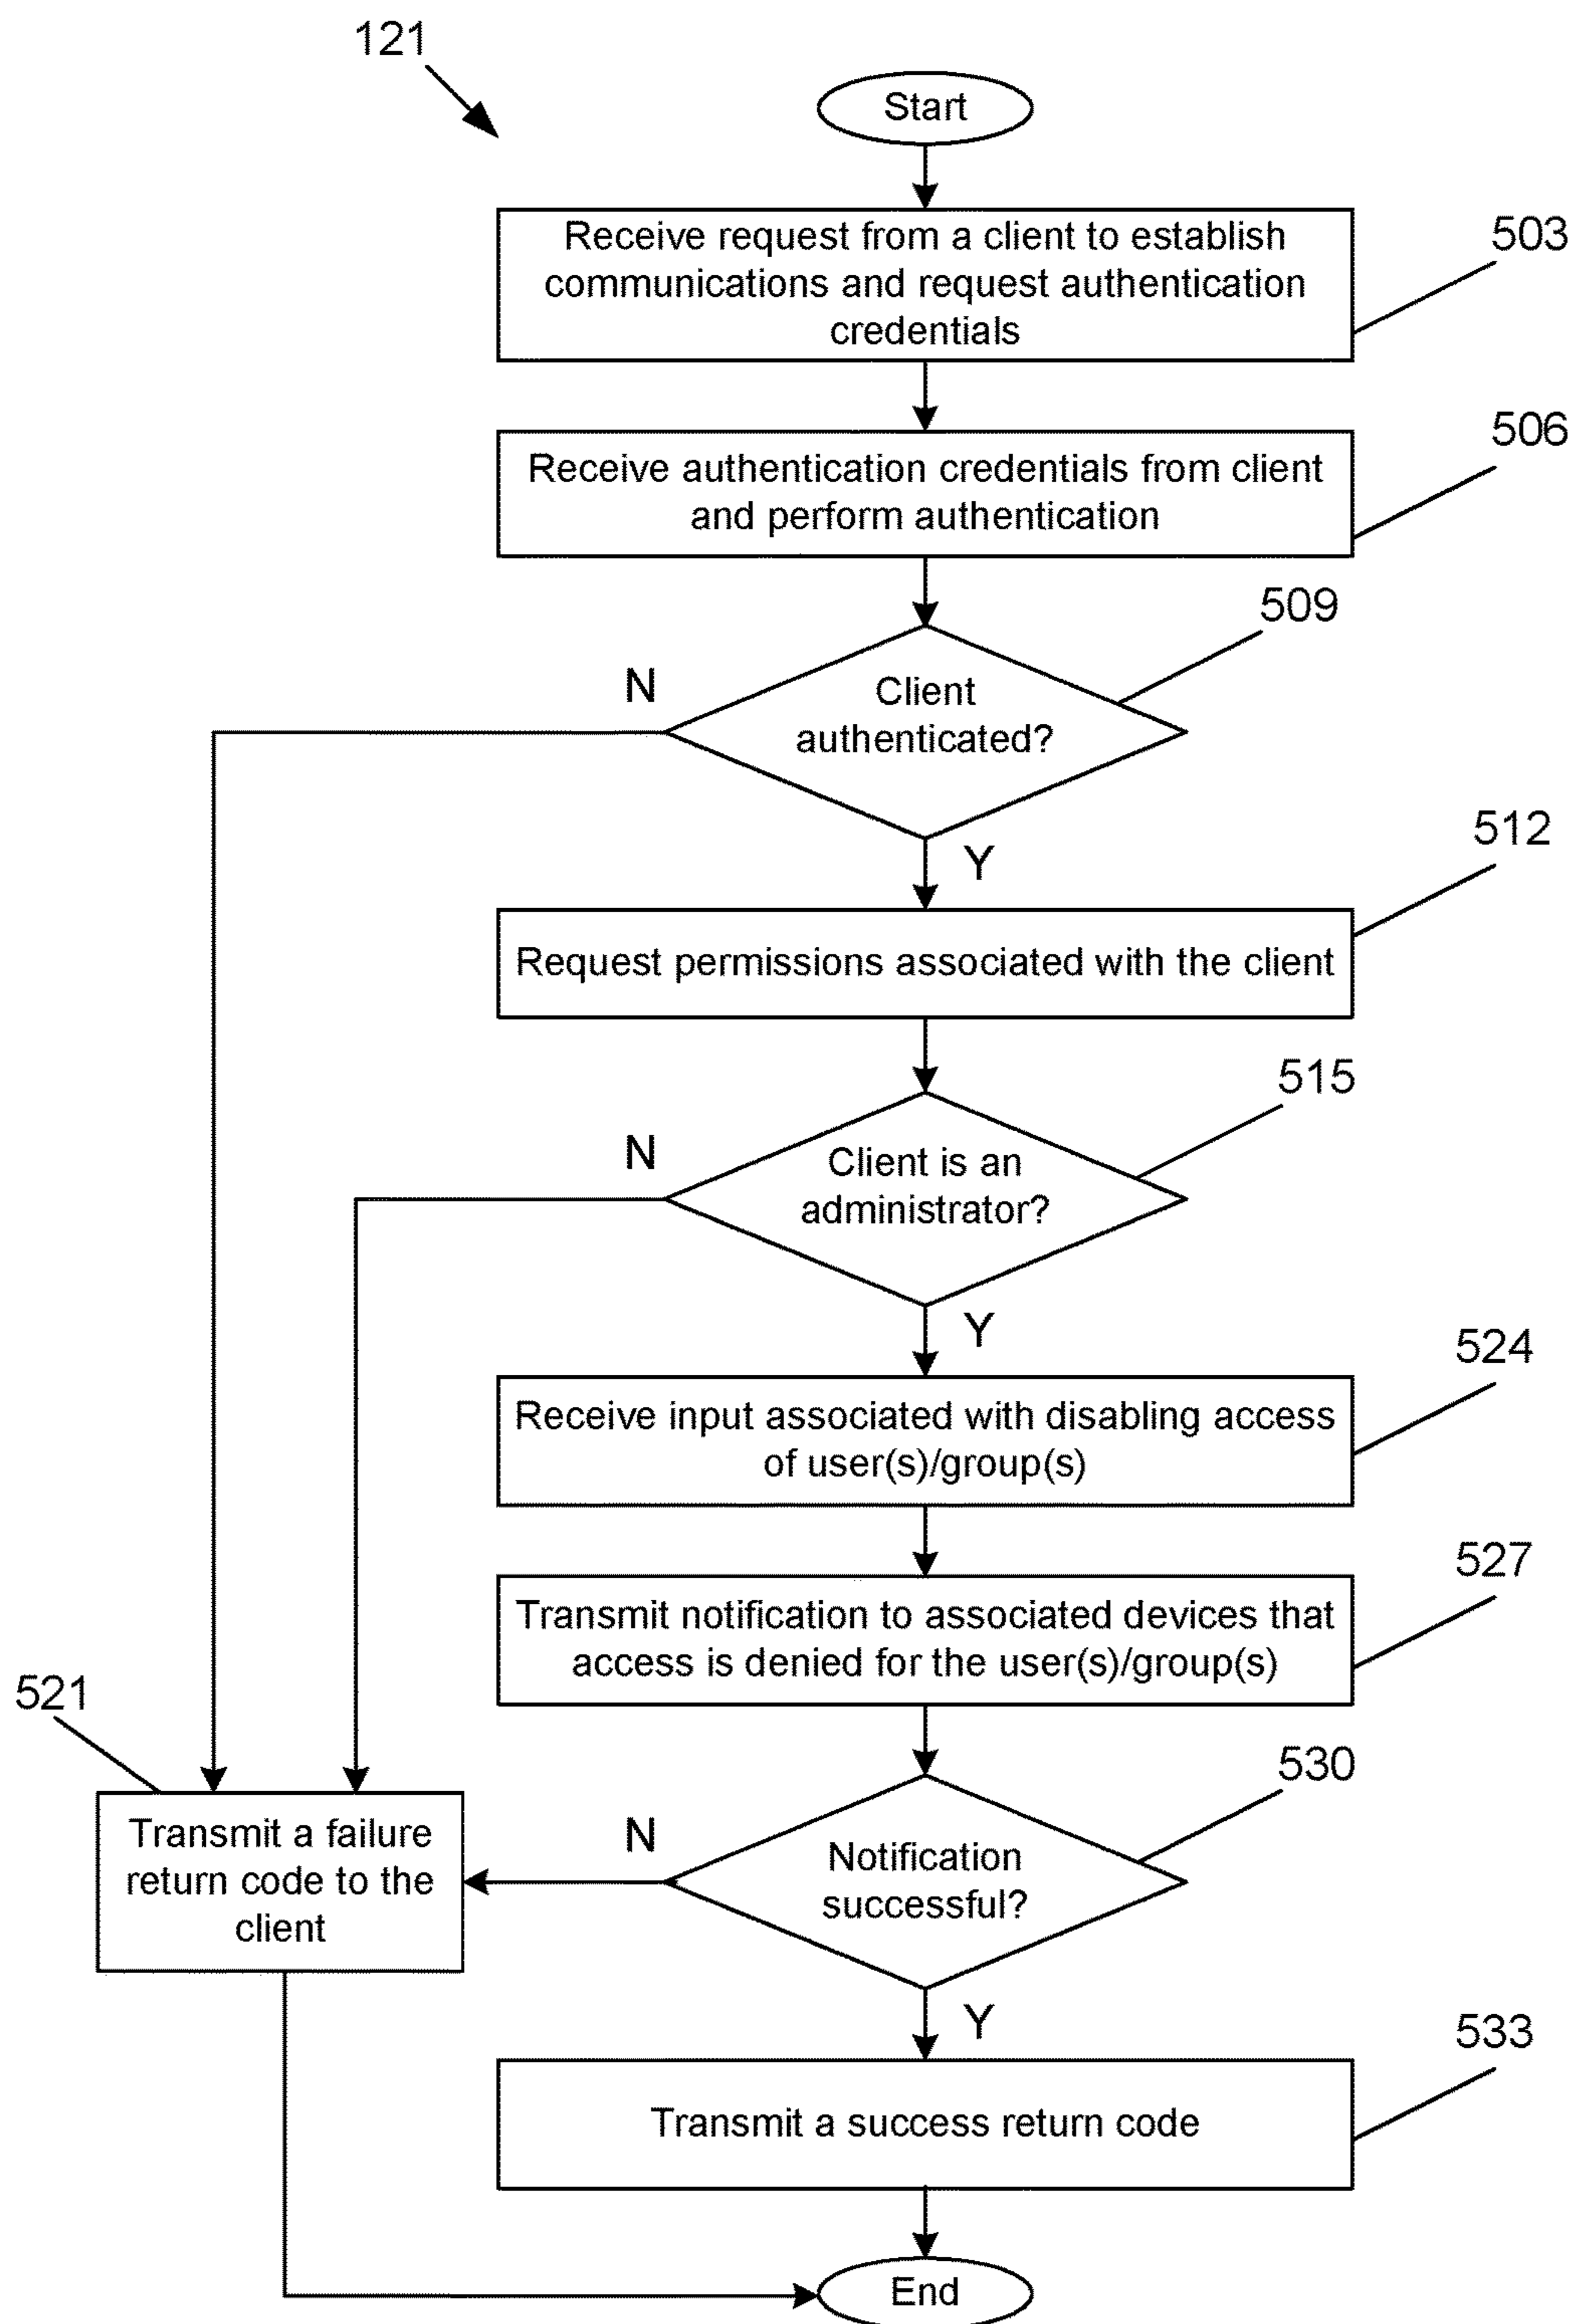 121
Start
Receive request from a client to establish
communications and request authentication
credentials
503
Receive authentication credentials from client
and perform authentication
506
509
N
Client
authenticated?
Y
512
Request permissions associated with the client
515
N
Client is an
administrator?
Y
524
Receive input associated with disabling access
of user(s)/group(s)
527
Transmit notification to associated devices that
access is denied for the user(s)/group(s)
521
530
Transmit a failure
return code to the
client
N
Notification
successful?
Y
533
Transmit a success return code
End